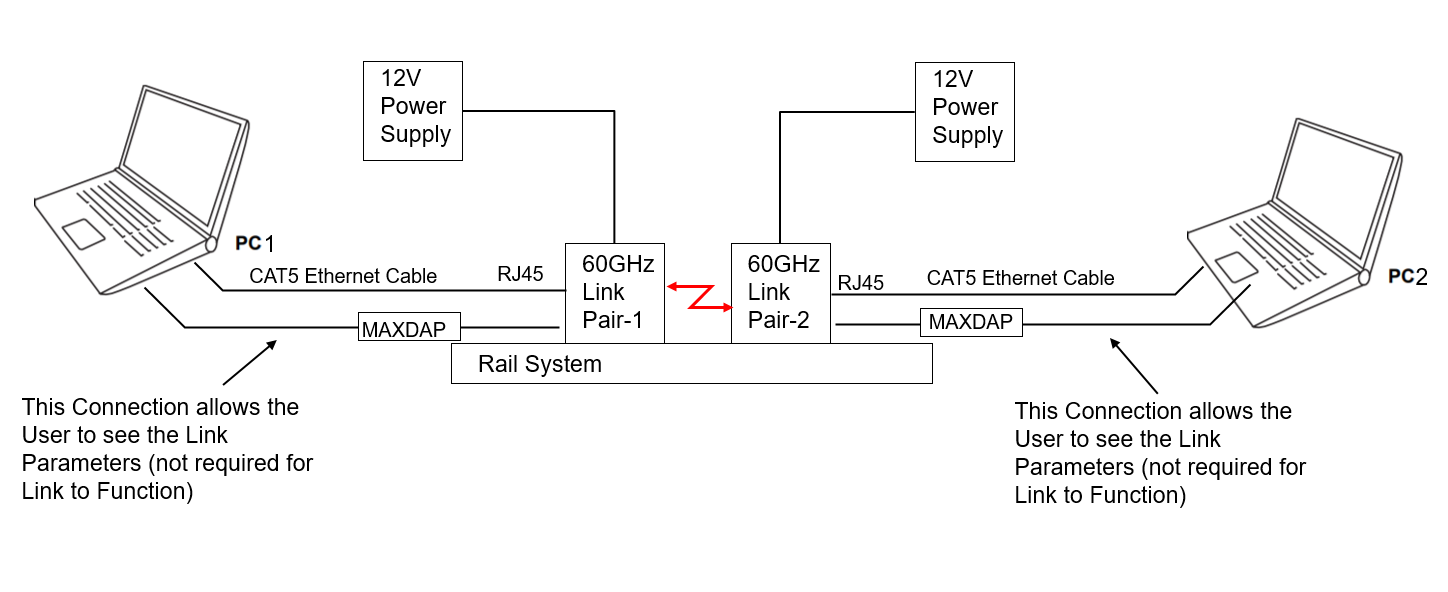 12V
Power
Supply
12V
Power
Supply
PC1
CAT5 Ethernet Cable
RJ45
60GHz
Link
Pair-1
60GHz
Link
Pair-2
RJ45
CAT5 Ethernet Cable
PC2
MAXDAP
MAXDAP
Rail System
This Connection allows the
User to see the Link
Parameters (not required for
Link to Function)
This Connection allows the
User to see the Link
Parameters (not required for
Link to Function)